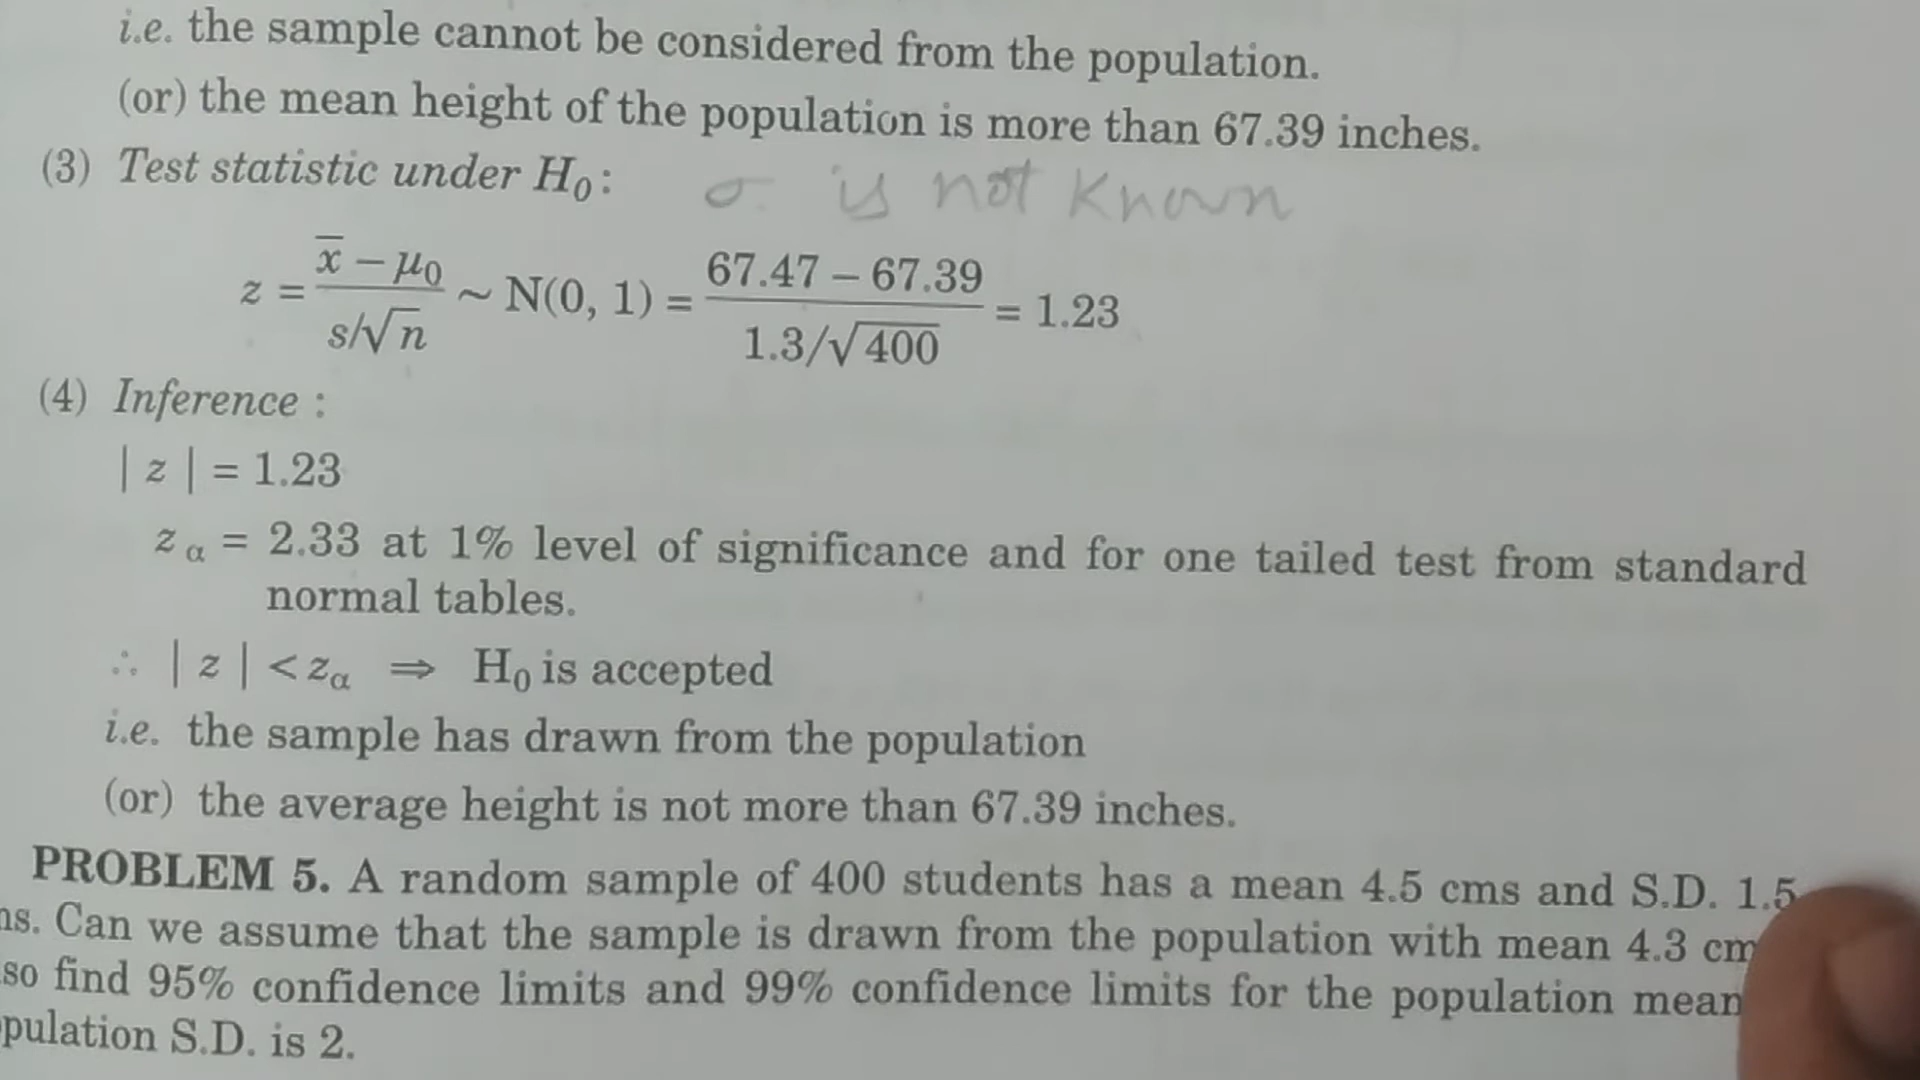 i.e. the sample cannot be considered from the population.
(or) the mean height of the population is more than 67.39 inches.
(3) Test statistic under H₀:
σ. is not known
z = (x̄ − μ₀)/(s/√n) ~ N(0, 1) = (67.47 – 67.39)/(1.3/√400) = 1.23
(4) Inference :
| z | = 1.23
z α = 2.33 at 1% level of significance and for one tailed test from standard
normal tables.
∴ | z | < zα ⇒ H₀ is accepted
i.e. the sample has drawn from the population
(or) the average height is not more than 67.39 inches.
PROBLEM 5. A random sample of 400 students has a mean 4.5 cms and S.D. 1.5
. Can we assume that the sample is drawn from the population with mean 4.3
find 95% confidence limits and 99% confidence limits for the population mean
S.D. is 2.